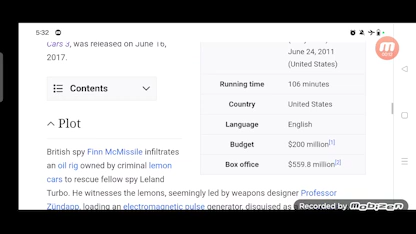 5:32
Cars 3, was released on June 16,
2017.
Contents
Plot
British spy Finn McMissile infiltrates
an oil rig owned by criminal lemon
cars to rescue fellow spy Leland
Turbo. He witnesses the lemons, seemingly led by weapons designer Professor
Zündapp, loading an electromagnetic pulse generator, disguised as
June 24, 2011
(United States)
Running time 106 minutes
Country United States
Language English
Budget $200 million[1]
Box office $559.8 million[2]
Recorded by Mobizen